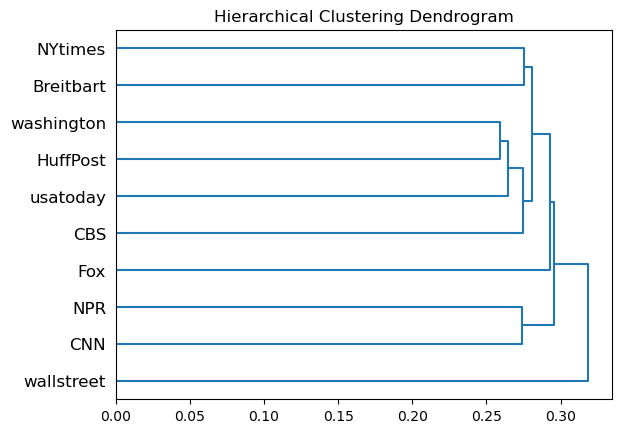 Hierarchical Clustering Dendrogram
NYtimes
Breitbart
washington
HuffPost
usatoday
CBS
Fox
NPR
CNN
wallstreet
0.00 0.05 0.10 0.15 0.20 0.25 0.30